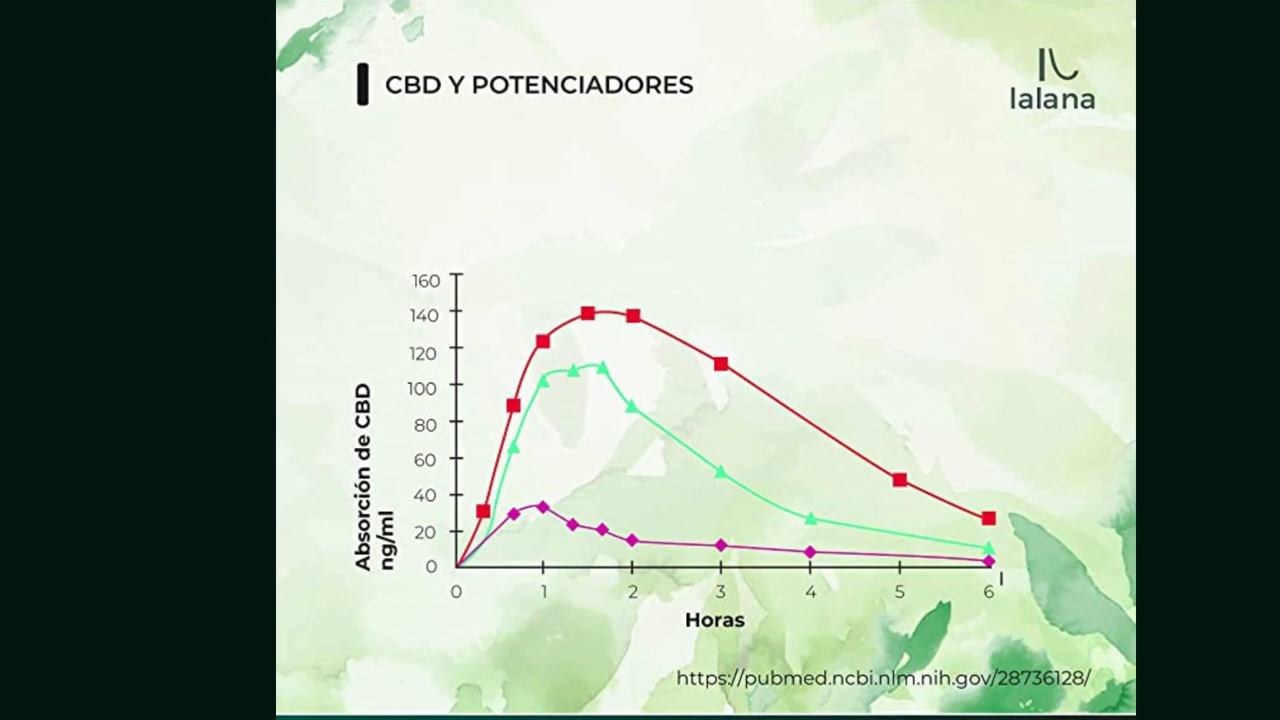 CBD Y POTENCIADORES
lalana
160
140
120
100
80
60
40
20
0
Absorción de CBD
ng/ml
0 1 2 3 4 5 6
Horas
https://pubmed.ncbi.nlm.nih.gov/28736128/